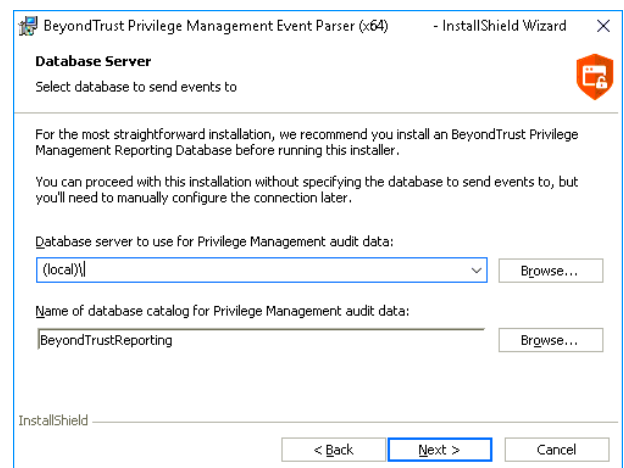 BeyondTrust Privilege Management Event Parser (x64) - InstallShield Wizard
Database Server
Select database to send events to
For the most straightforward installation, we recommend you install an BeyondTrust Privilege
Management Reporting Database before running this installer.
You can proceed with this installation without specifying the database to send events to, but
you'll need to manually configure the connection later.
Database server to use for Privilege Management audit data:
(local)\
Browse...
Name of database catalog for Privilege Management audit data:
BeyondTrustReporting
Browse...
InstallShield
< Back
Next >
Cancel